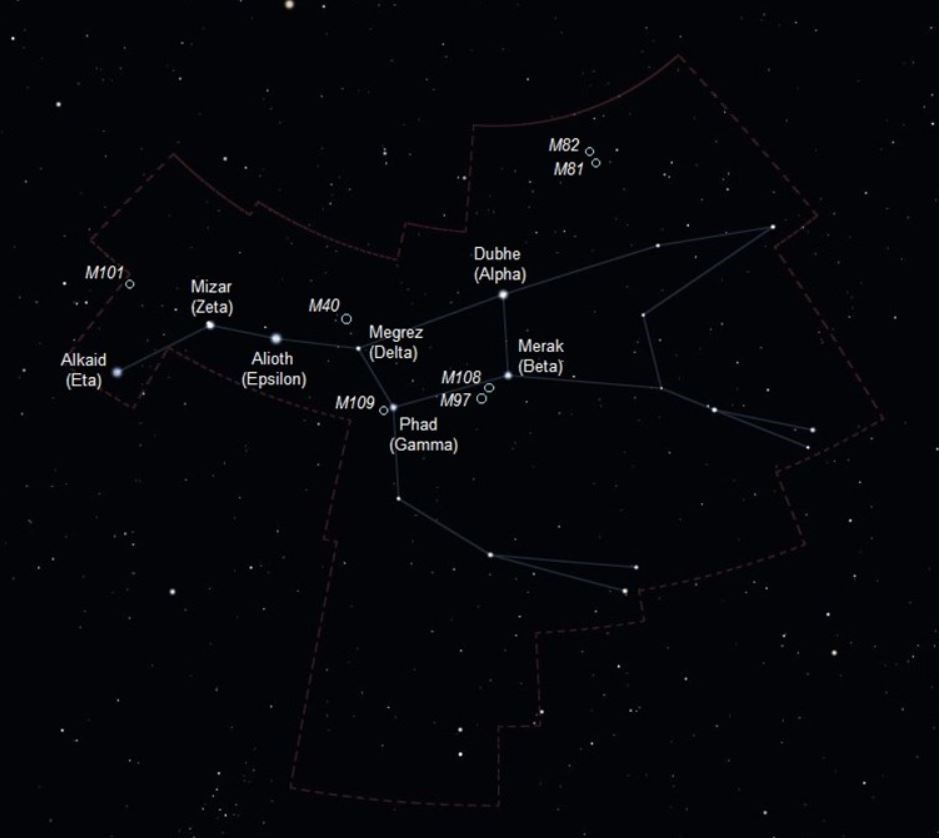 M82
M81
Dubhe
(Alpha)
M101
Mizar
(Zeta)
M40
Megrez
(Delta)
Merak
(Beta)
Alkaid
(Eta)
Alioth
(Epsilon)
M108
M97
M109
Phad
(Gamma)